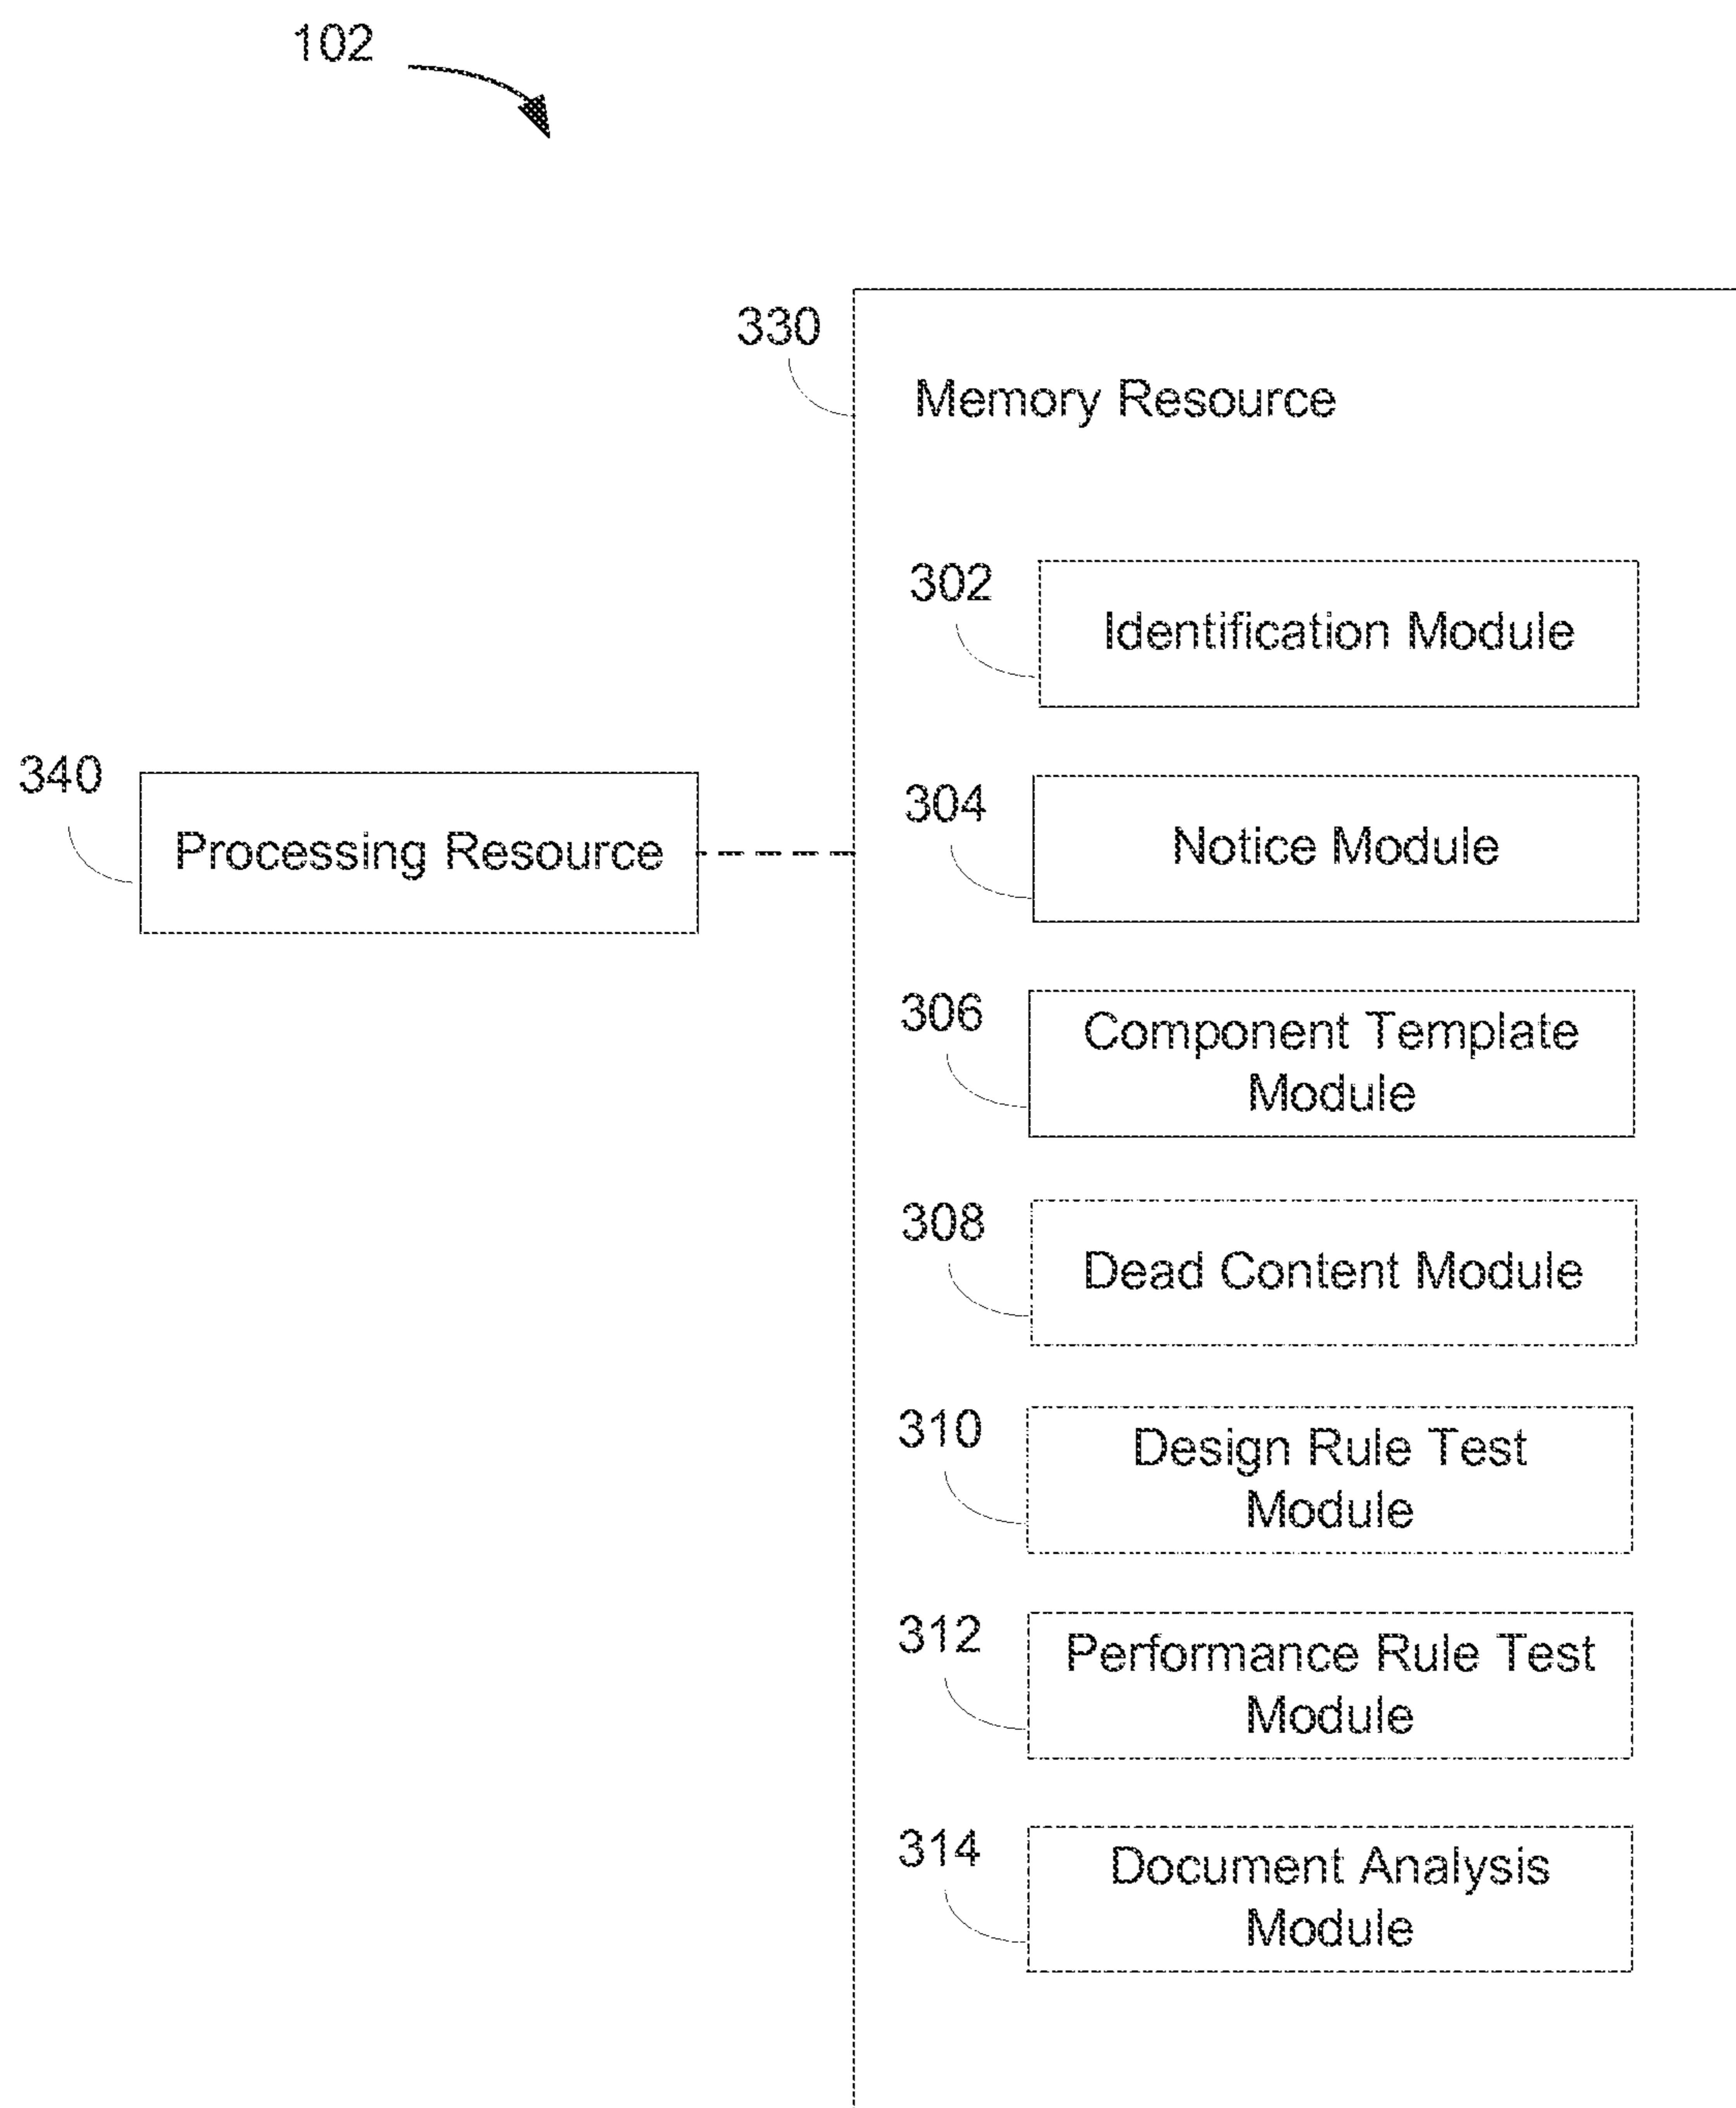 102
330
Memory Resource
302
Identification Module
340
Processing Resource
304
Notice Module
306
Component Template
Module
308
Dead Content Module
310
Design Rule Test
Module
312
Performance Rule Test
Module
314
Document Analysis
Module